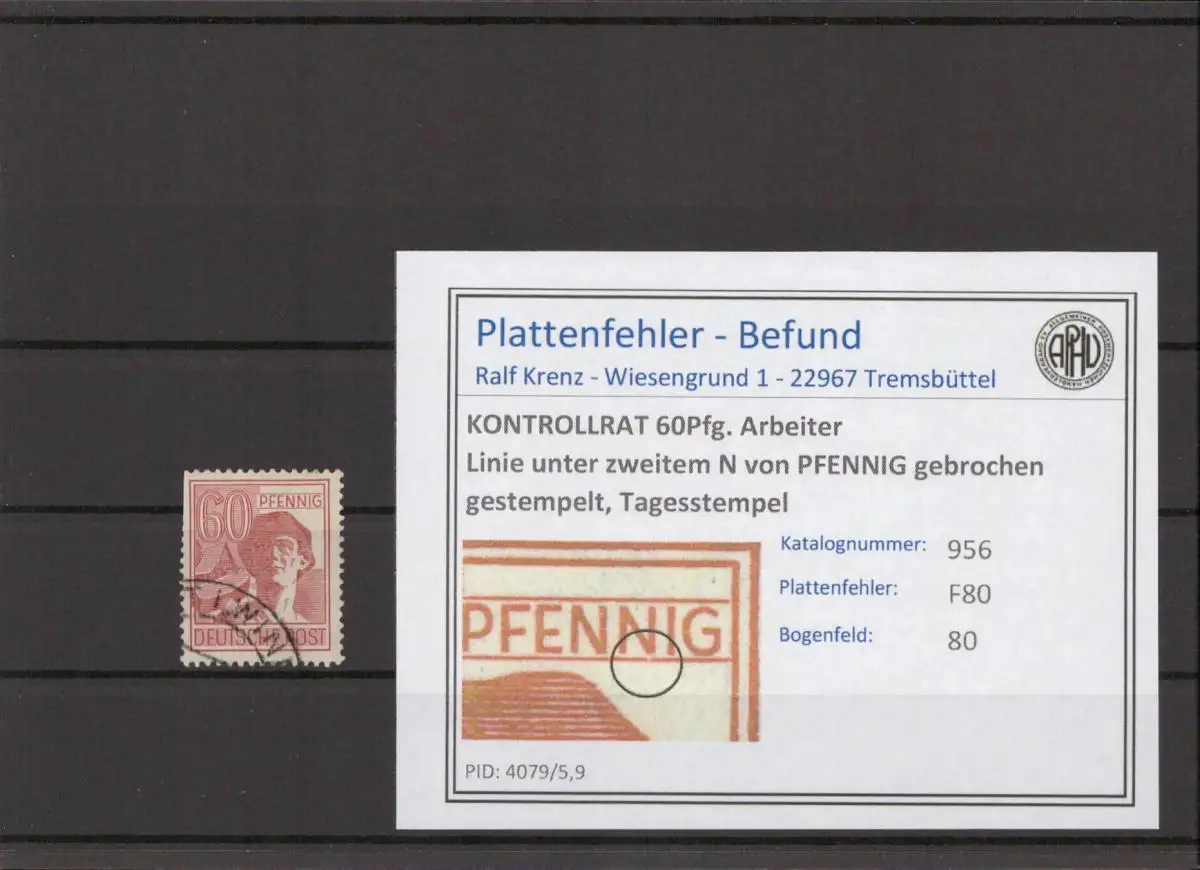 60 PFENNIG
DEUTSCHE POST
Plattenfehler - Befund
Ralf Krenz - Wiesengrund 1 - 22967 Tremsbüttel
APHV
KONTROLLRAT 60Pfg. Arbeiter
Linie unter zweitem N von PFENNIG gebrochen
gestempelt, Tagesstempel
PFENNIG
Katalognummer: 956
Plattenfehler: F80
Bogenfeld: 80
PID: 4079/5,9